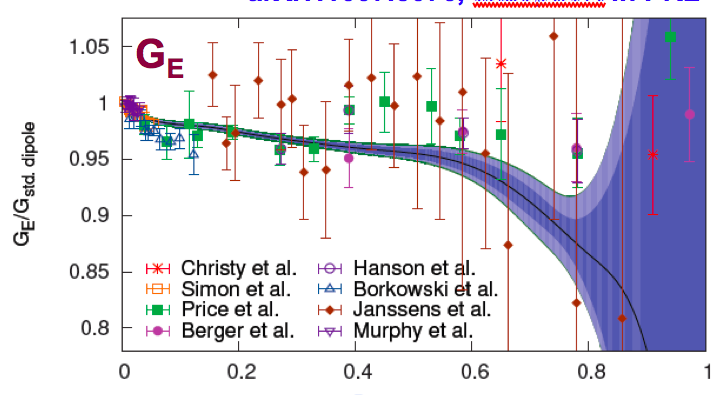 G_E
1.05
1
0.95
0.9
0.85
0.8
G_E/G_std. dipole
Christy et al.
Simon et al.
Price et al.
Berger et al.
Hanson et al.
Borkowski et al.
Janssens et al.
Murphy et al.
0 0.2 0.4 0.6 0.8 1